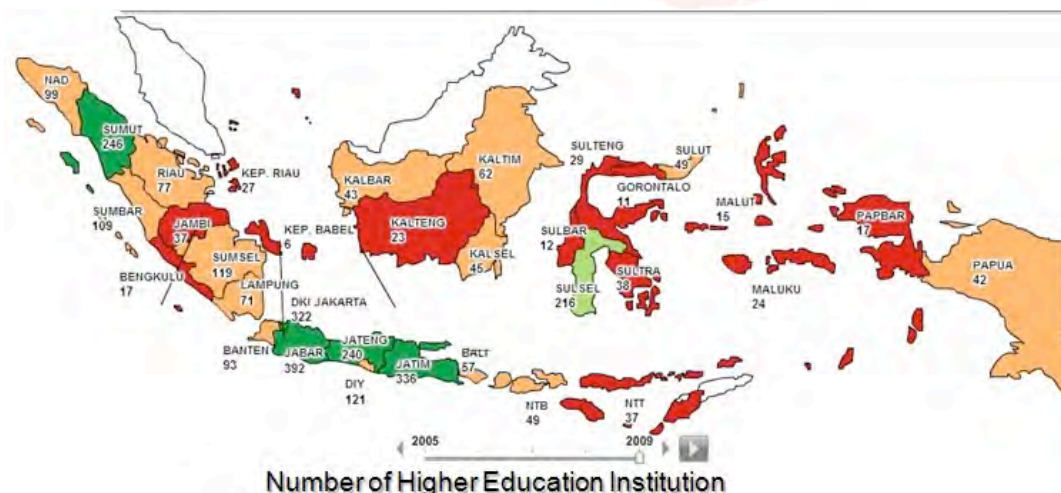 NAD
99
SUMUT
246
RIAU
77
KEP. RIAU
27
SUMBAR
109
JAMBI
37
KEP. BABEL
6
BENGKULU
17
SUMSEL
119
LAMPUNG
71
DKI JAKARTA
322
BANTEN
93
JABAR
392
JATENG
240
DIY
121
JATIM
336
BALI
57
NTB
49
NTT
37
KALBAR
43
KALTENG
23
KALTIM
62
KALSEL
45
SULTENG
29
SULUT
49
GORONTALO
11
SULBAR
12
SULSEL
216
SULTRA
38
MALUT
15
MALUKU
24
PAPBAR
17
PAPUA
42
2005
2009
Number of Higher Education Institution